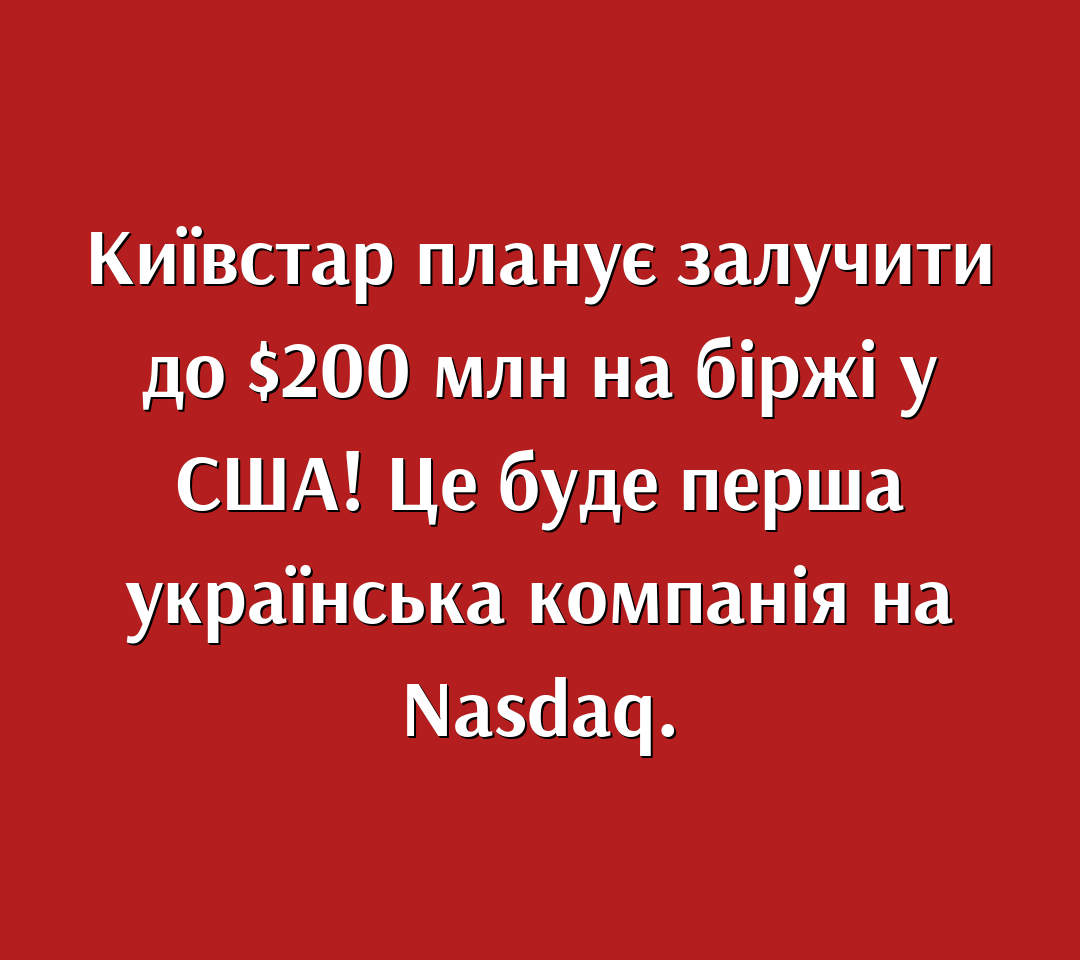 Київстар планує залучити
до $200 млн на біржі у
США! Це буде перша
українська компанія на
Nasdaq.